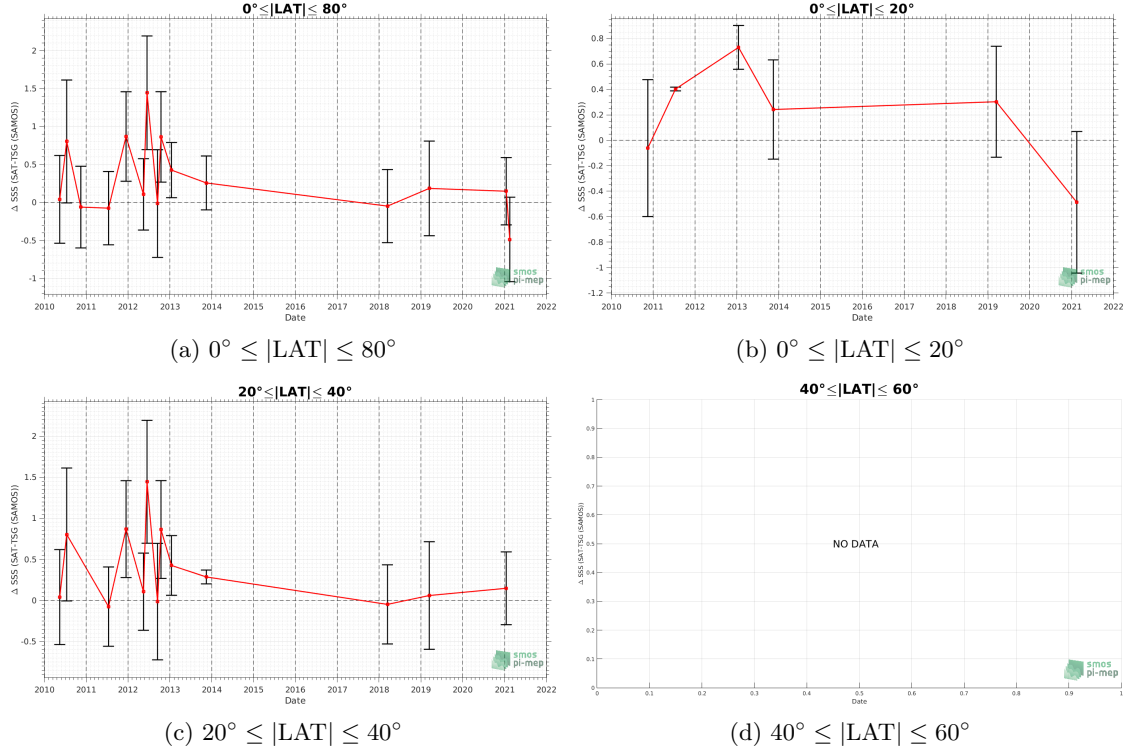 0°≤|LAT|≤ 80°
Δ SSS (SAT-TSG (SAMOS))
2
1.5
1
0.5
0
-0.5
-1
2010 2011 2012 2013 2014 2015 2016 2017 2018 2019 2020 2021 2022
Date
smos
pi-mep
(a) 0° ≤ |LAT| ≤ 80°
0°≤|LAT|≤ 20°
Δ SSS (SAT-TSG (SAMOS))
0.8
0.6
0.4
0.2
0
-0.2
-0.4
-0.6
-0.8
-1
-1.2
2010 2011 2012 2013 2014 2015 2016 2017 2018 2019 2020 2021 2022
Date
smos
pi-mep
(b) 0° ≤ |LAT| ≤ 20°
20°≤|LAT|≤ 40°
Δ SSS (SAT-TSG (SAMOS))
2
1.5
1
0.5
0
-0.5
2010 2011 2012 2013 2014 2015 2016 2017 2018 2019 2020 2021 2022
Date
smos
pi-mep
(c) 20° ≤ |LAT| ≤ 40°
40°≤|LAT|≤ 60°
Δ SSS (SAT-TSG (SAMOS))
1
0.9
0.8
0.7
0.6
0.5
0.4
0.3
0.2
0.1
0
NO DATA
0 0.1 0.2 0.3 0.4 0.5 0.6 0.7 0.8 0.9 1
Date
smos
pi-mep
(d) 40° ≤ |LAT| ≤ 60°